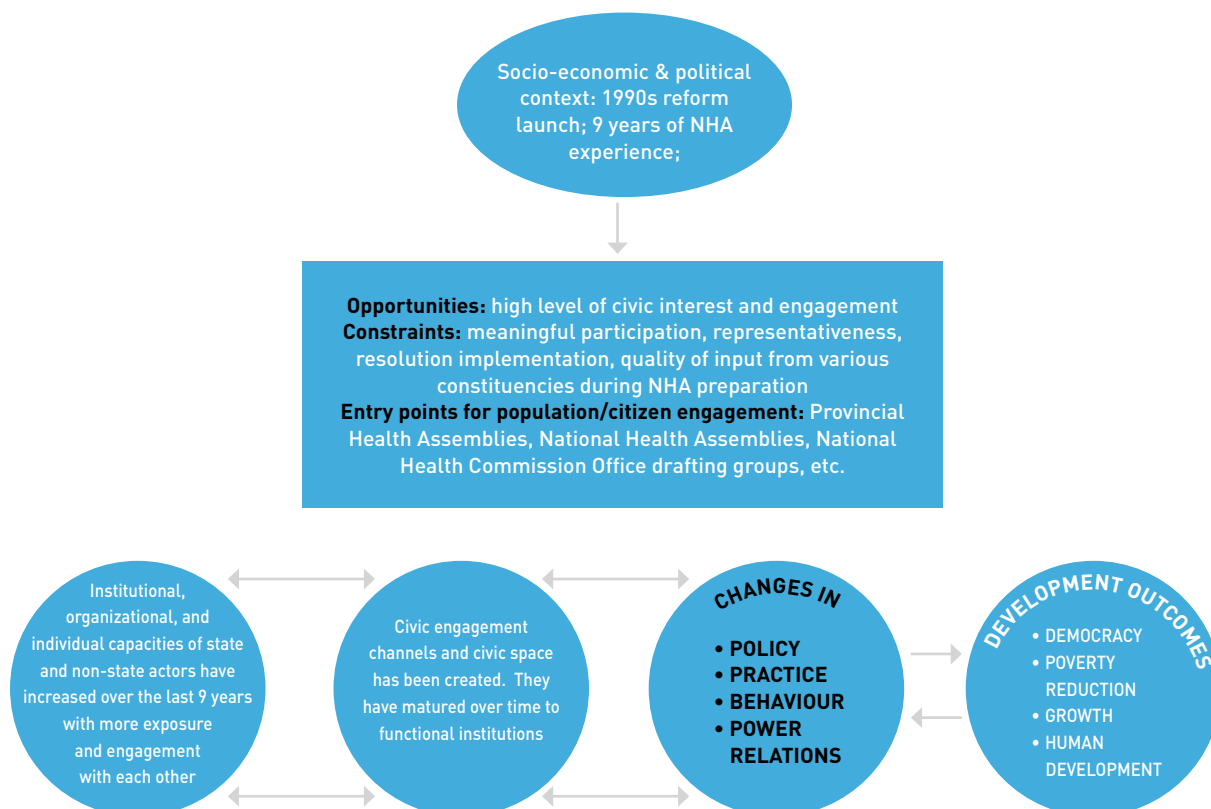 Socio-economic & political
context: 1990s reform
launch; 9 years of NHA
experience;
Opportunities: high level of civic interest and engagement
Constraints: meaningful participation, representativeness,
resolution implementation, quality of input from various
constituencies during NHA preparation
Entry points for population/citizen engagement: Provincial
Health Assemblies, National Health Assemblies, National
Health Commission Office drafting groups, etc.
Institutional,
organizational, and
individual capacities of state
and non-state actors have
increased over the last 9 years
with more exposure
and engagement
with each other
Civic engagement
channels and civic space
has been created. They
have matured over time to
functional institutions
CHANGES IN
• POLICY
• PRACTICE
• BEHAVIOUR
• POWER
RELATIONS
DEVELOPMENT OUTCOMES
• DEMOCRACY
• POVERTY
REDUCTION
• GROWTH
• HUMAN
DEVELOPMENT